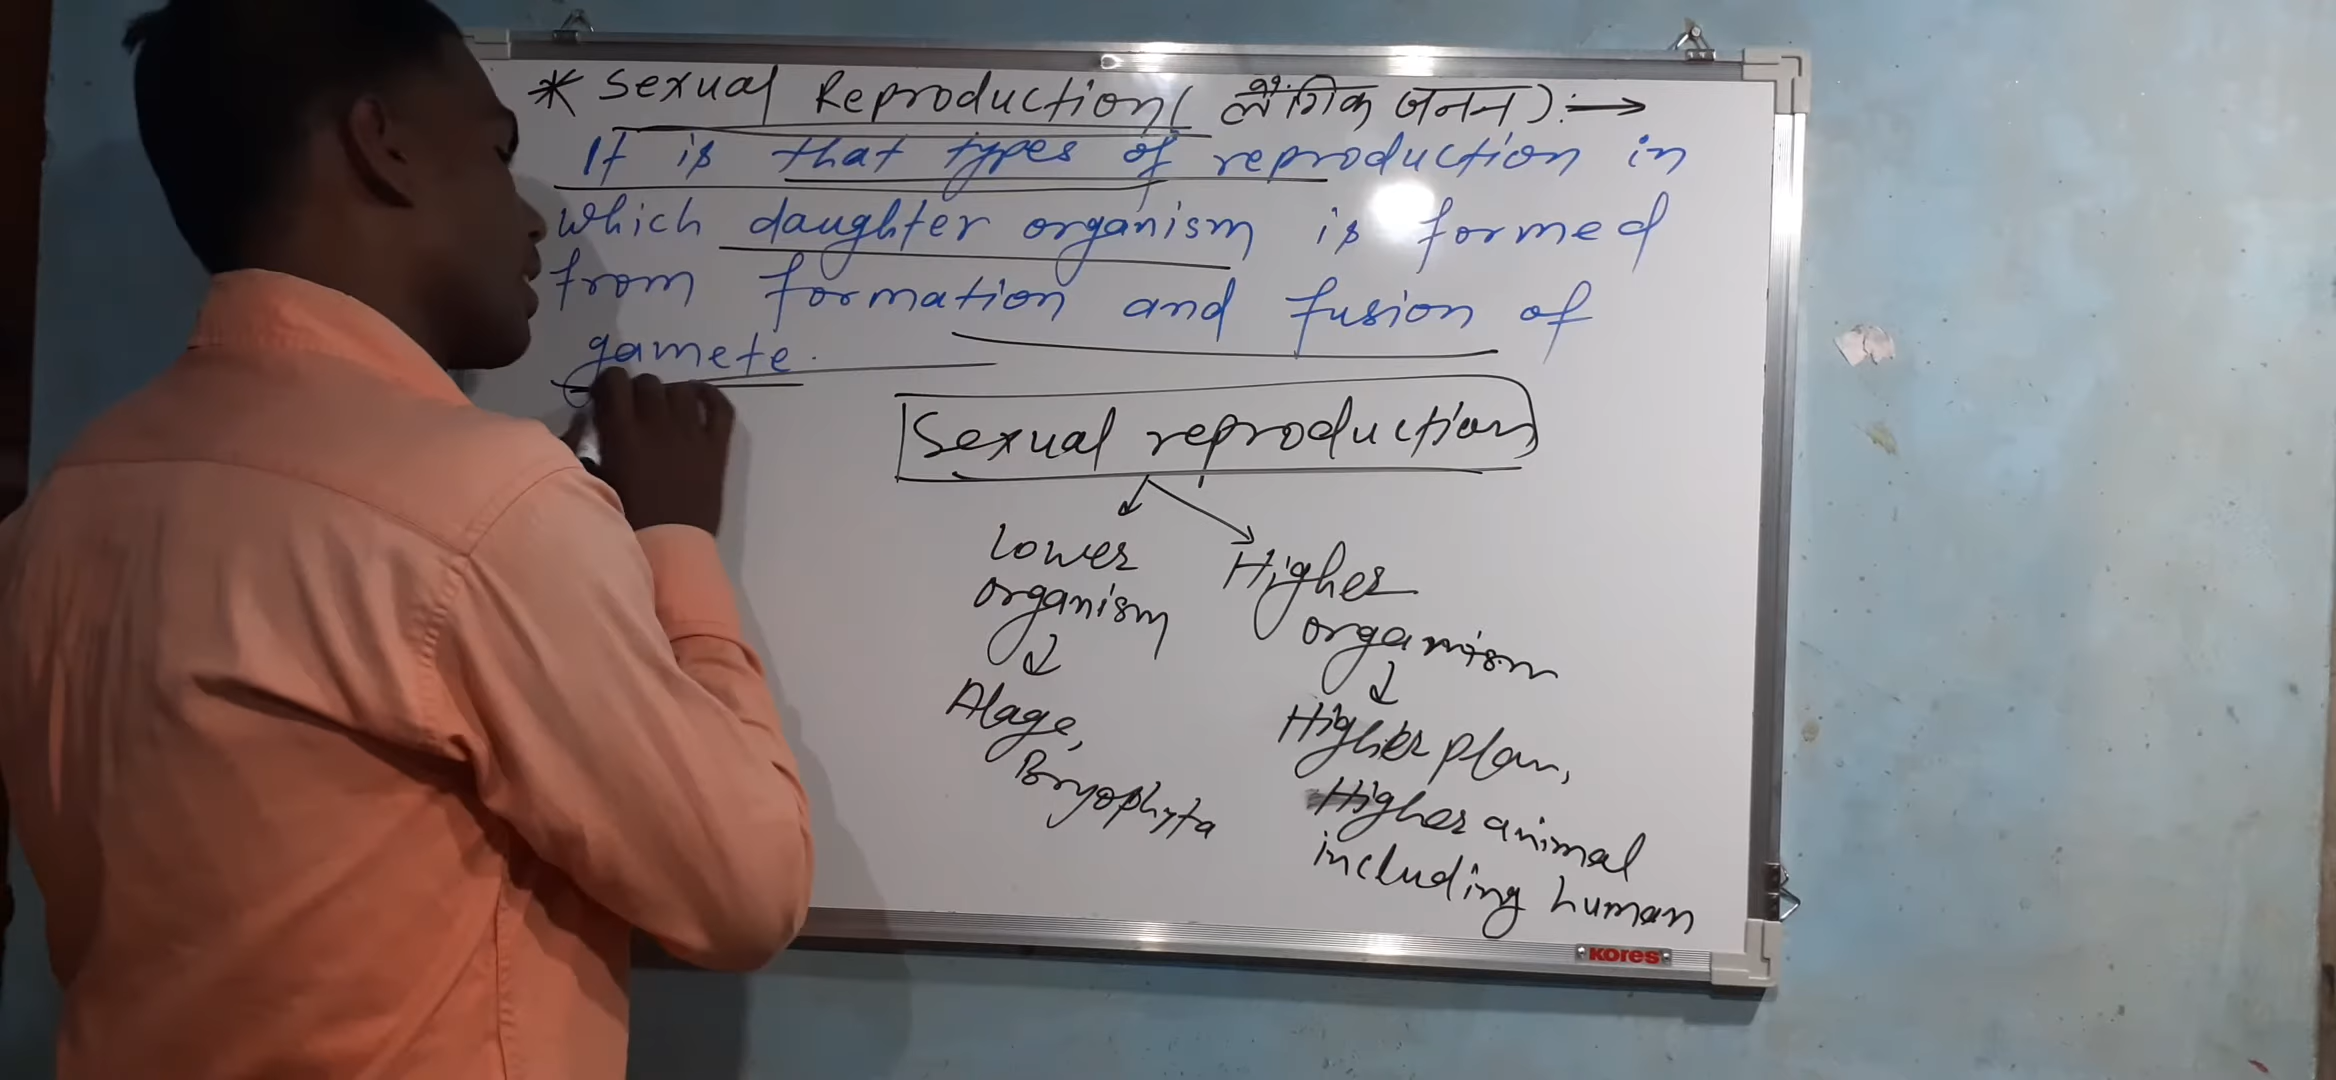 * Sexual Reproduction ( लैंगिक जनन ) :→
It is that types of reproduction in
which daughter organism is formed
from formation and fusion of
gamete.
Sexual reproduction
Lower
organism
Alage,
Bryophyta
Higher
organism
Higher plan,
Higher animal
including human
kores